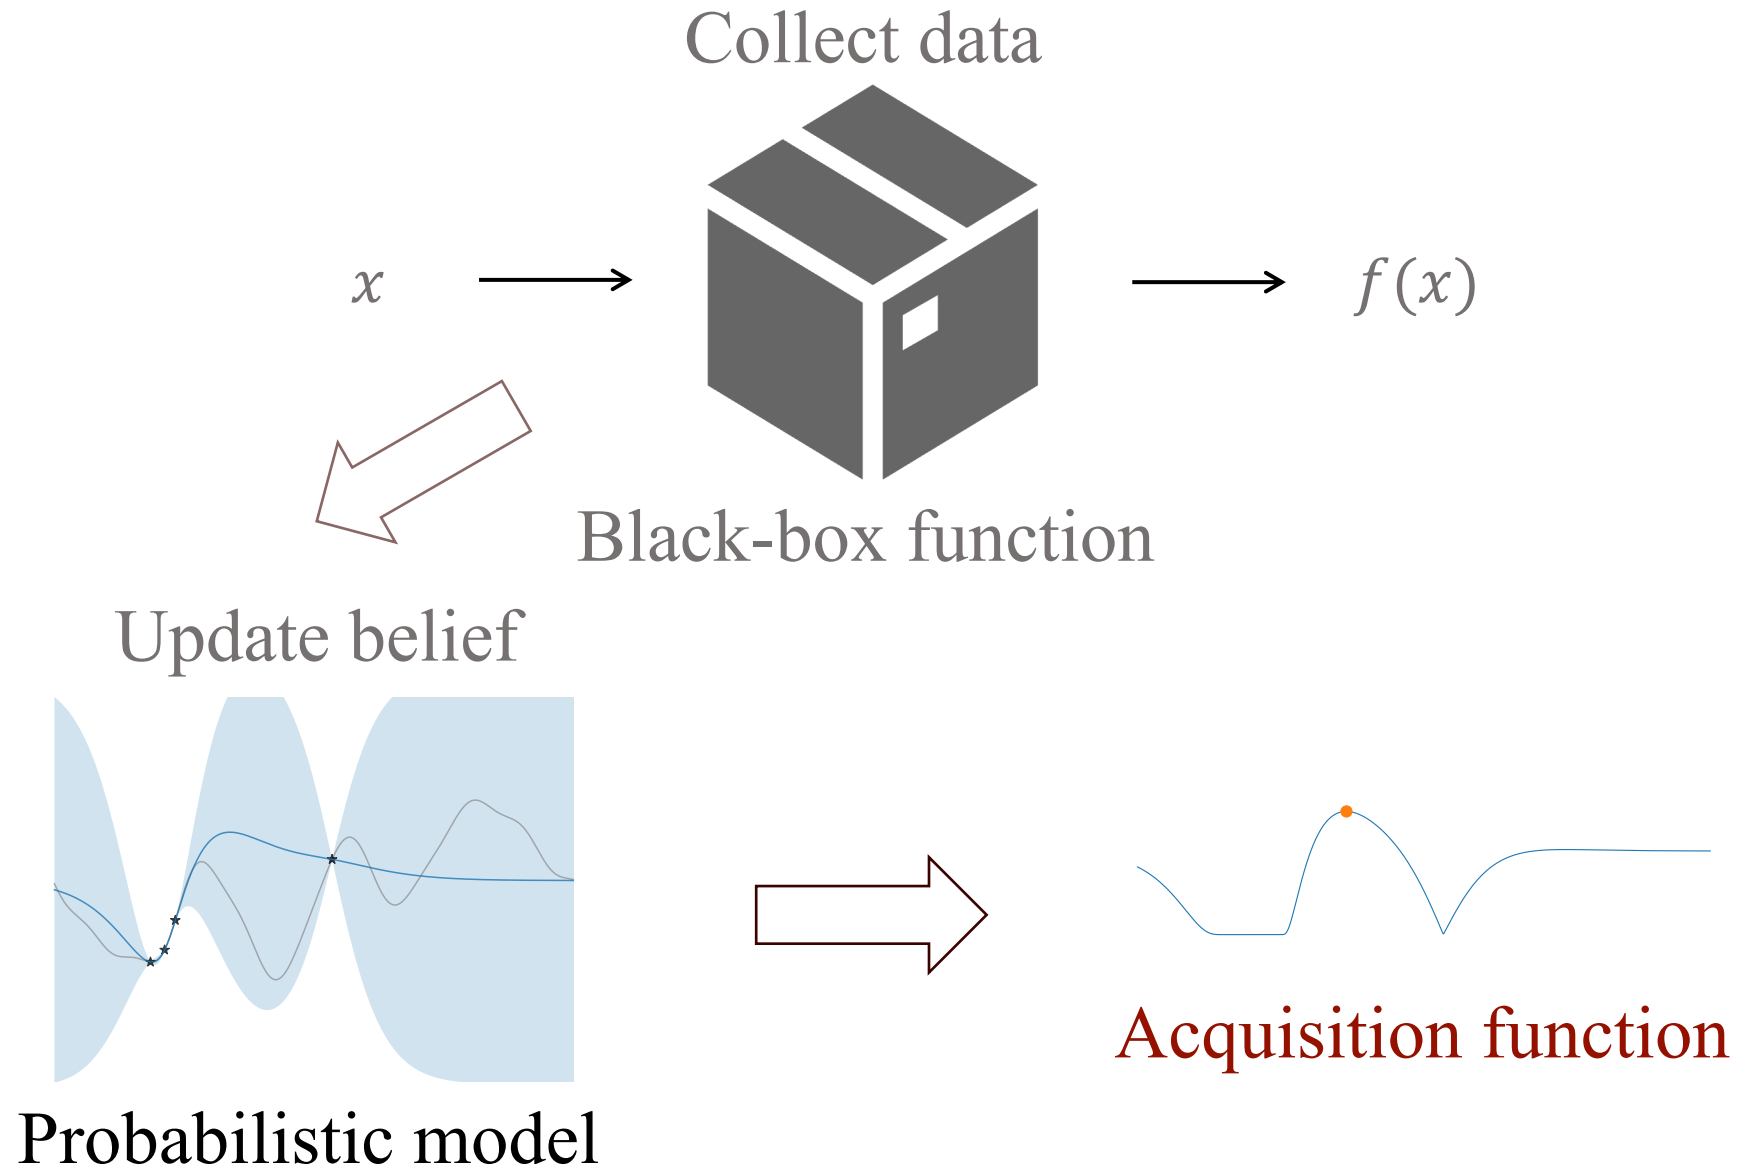 Collect data
x
f(x)
Black-box function
Update belief
Acquisition function
Probabilistic model